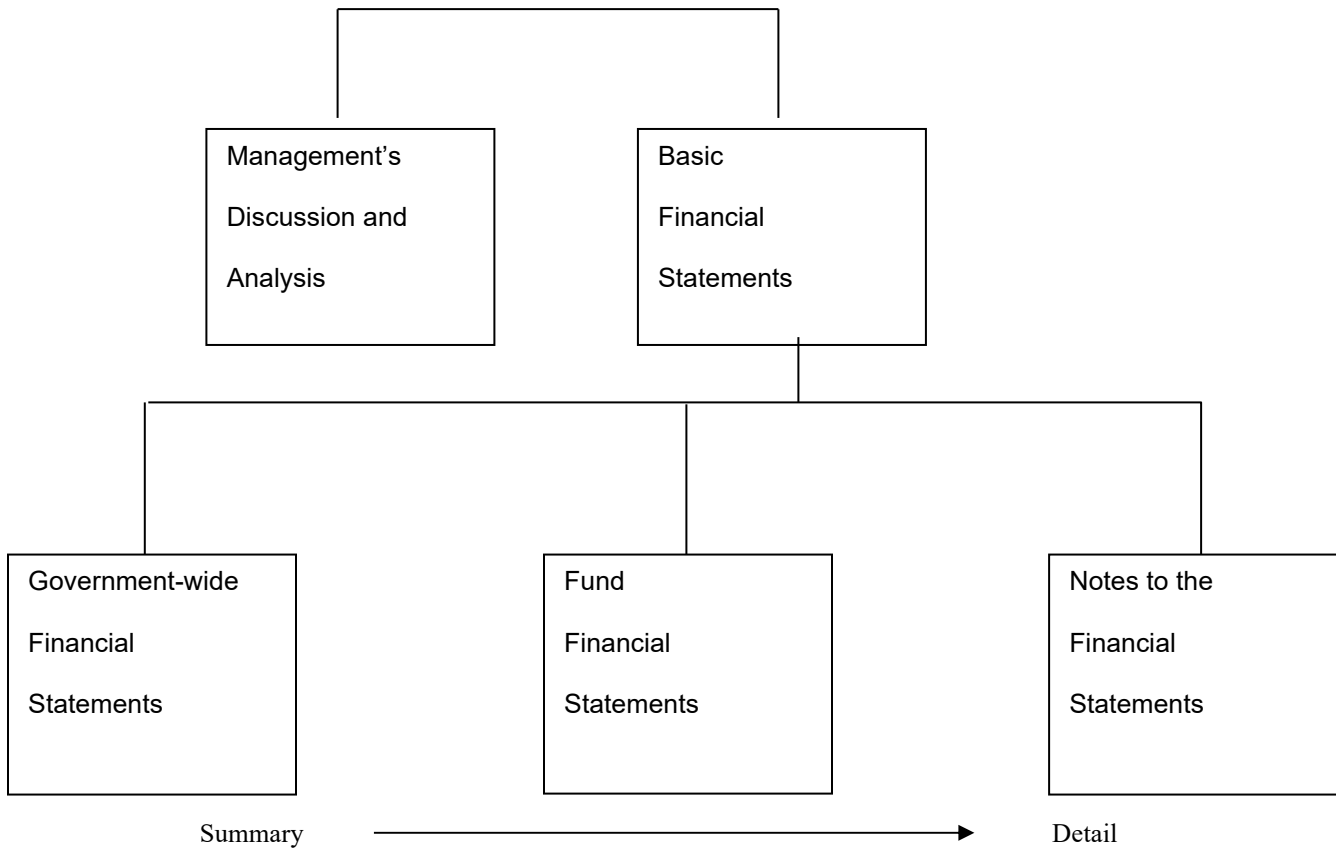 Management’s
Discussion and
Analysis
Basic
Financial
Statements
Government-wide
Financial
Statements
Fund
Financial
Statements
Notes to the
Financial
Statements
Summary
Detail